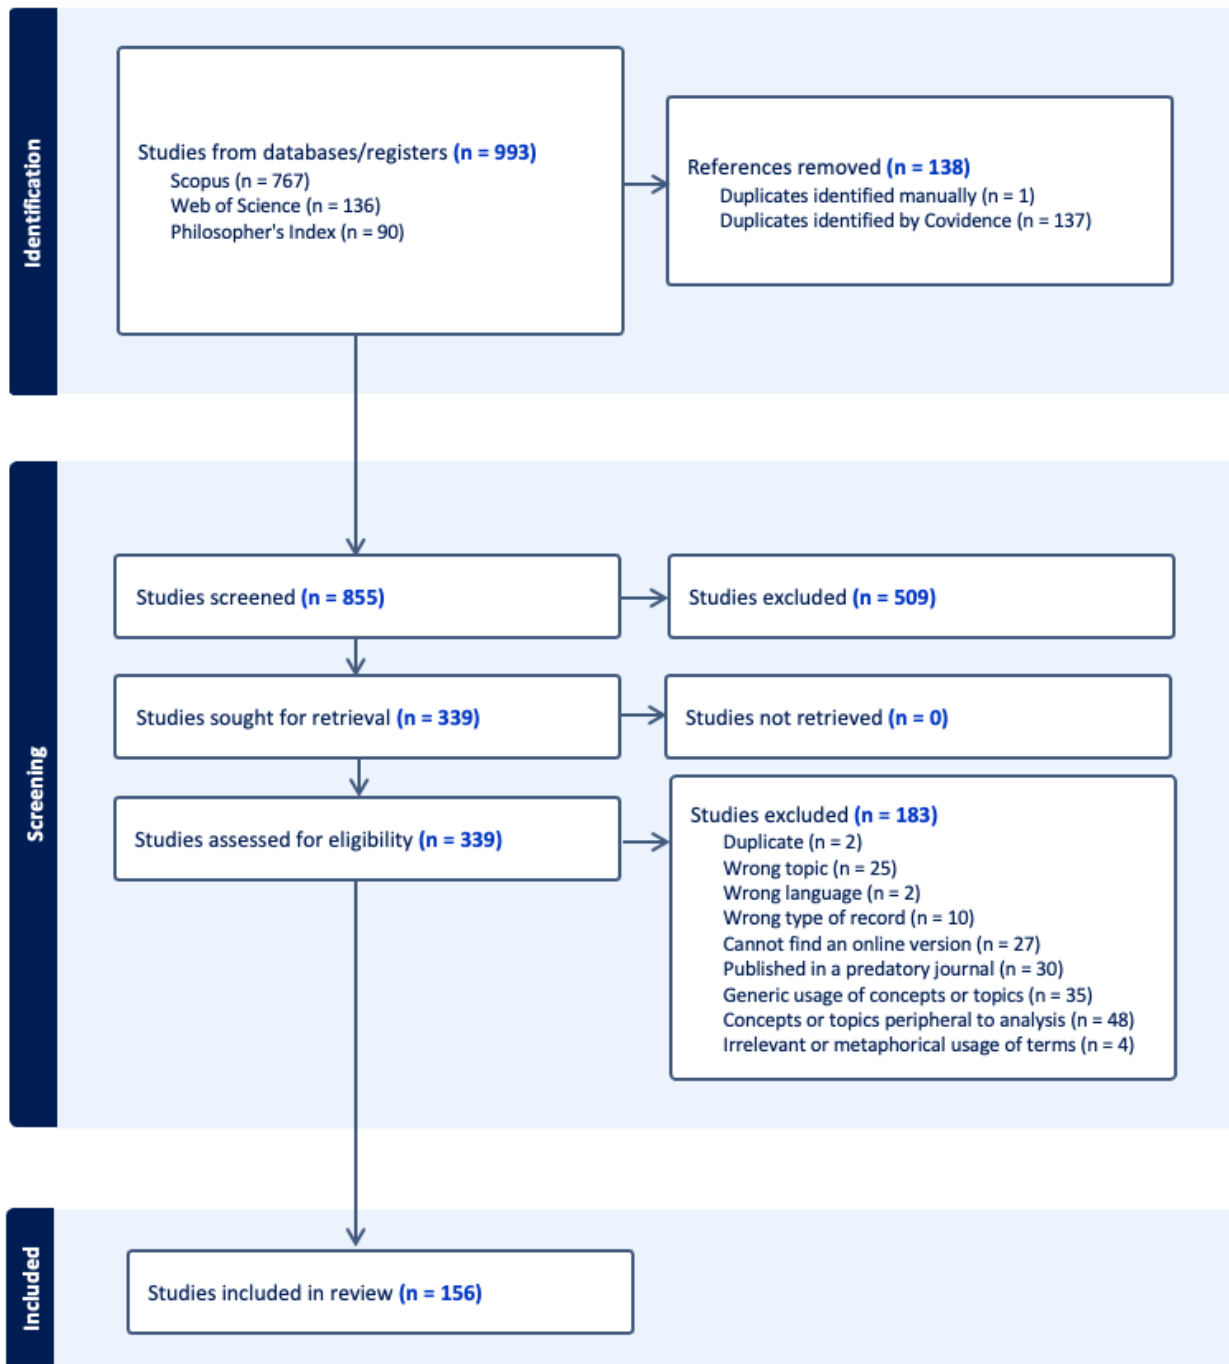 Identification
Studies from databases/registers (n = 993)
Scopus (n = 767)
Web of Science (n = 136)
Philosopher's Index (n = 90)
References removed (n = 138)
Duplicates identified manually (n = 1)
Duplicates identified by Covidence (n = 137)
Screening
Studies screened (n = 855)
Studies excluded (n = 509)
Studies sought for retrieval (n = 339)
Studies not retrieved (n = 0)
Studies assessed for eligibility (n = 339)
Studies excluded (n = 183)
Duplicate (n = 2)
Wrong topic (n = 25)
Wrong language (n = 2)
Wrong type of record (n = 10)
Cannot find an online version (n = 27)
Published in a predatory journal (n = 30)
Generic usage of concepts or topics (n = 35)
Concepts or topics peripheral to analysis (n = 48)
Irrelevant or metaphorical usage of terms (n = 4)
Included
Studies included in review (n = 156)